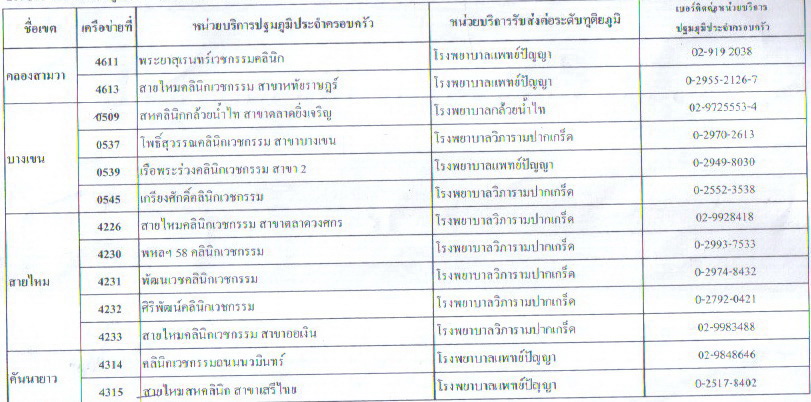 ชื่อเขต เครือข่ายที่ หน่วยบริการปฐมภูมิประจำครอบครัว หน่วยบริการรับส่งต่อระดับทุติยภูมิ เบอร์ติดต่อหน่วยบริการ
ปฐมภูมิประจำครอบครัว
คลองสามวา
4611 พระยาสุเรนทร์เวชกรรมคลินิก โรงพยาบาลแพทย์ปัญญา 02-919 2038
4613 สายไหมคลินิกเวชกรรม สาขาหทัยราษฎร์ โรงพยาบาลแพทย์ปัญญา 0-2955-2126-7
บางเขน
0509 สหคลินิกกล้วยน้ำไท สาขาตลาดยิ่งเจริญ โรงพยาบาลกล้วยน้ำไท 02-9725553-4
0537 โพธิ์สุวรรณคลินิกเวชกรรม สาขาบางเขน โรงพยาบาลวิภารามปากเกร็ด 0-2970-2613
0539 เรือพระร่วงคลินิกเวชกรรม สาขา 2 โรงพยาบาลแพทย์ปัญญา 0-2949-8030
0545 เกรียงศักดิ์คลินิกเวชกรรม โรงพยาบาลวิภารามปากเกร็ด 0-2552-3538
สายไหม
4226 สายไหมคลินิกเวชกรรม สาขาตลาดวงศกร โรงพยาบาลวิภารามปากเกร็ด 02-9928418
4230 พหลฯ 58 คลินิกเวชกรรม โรงพยาบาลวิภารามปากเกร็ด 0-2993-7533
4231 พัฒนเวชคลินิกเวชกรรม โรงพยาบาลวิภารามปากเกร็ด 0-2974-8432
4232 ศิริพัฒน์คลินิกเวชกรรม โรงพยาบาลวิภารามปากเกร็ด 0-2792-0421
4233 สายไหมคลินิกเวชกรรม สาขาออเงิน โรงพยาบาลวิภารามปากเกร็ด 02-9983488
คันนายาว
4314 คลินิกเวชกรรมถนนนวมินทร์ โรงพยาบาลแพทย์ปัญญา 02-9848646
4315 สายไหมสหคลินิก สาขาเสรีไทย โรงพยาบาลแพทย์ปัญญา 0-2517-8402